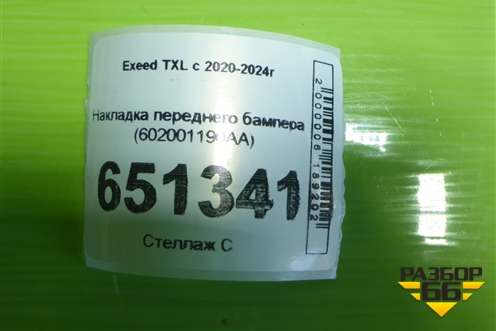 Exeed TXL с 2020-2024г
Накладка переднего бампера
(602001190AA)
651341
Стеллаж С
2000006189202
РАЗБОР
66